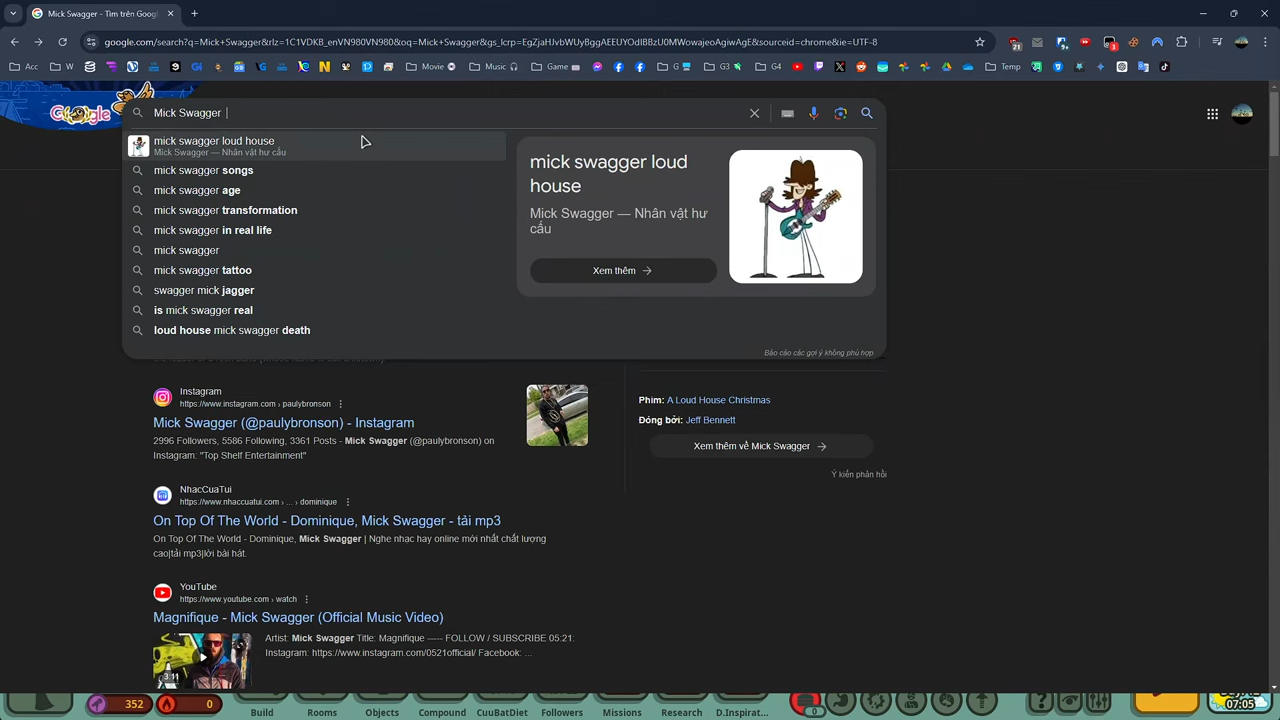 Mick Swagger - Tìm trên Googl
google.com/search?q=Mick+Swagger&rlz=1C1VDKB_enVN980VN980&oq=Mick+Swagger&gs_lcrp=EgZjaHJvbWUyBggAEEUYOdIBBzU0MWowajeoAgiwAgE&sourceid=chrome&ie=UTF-8
Acc
W
Movie
Music
Game
G
G3
G4
Temp
Google
Mick Swagger
mick swagger loud house
Mick Swagger — Nhân vật hư cấu
mick swagger songs
mick swagger age
mick swagger transformation
mick swagger in real life
mick swagger
mick swagger tattoo
swagger mick jagger
is mick swagger real
loud house mick swagger death
mick swagger loud
house
Mick Swagger — Nhân vật hư
cấu
Xem thêm
Báo cáo các gợi ý không phù hợp
Instagram
https://www.instagram.com › paulybronson
Mick Swagger (@paulybronson) - Instagram
2996 Followers, 5586 Following, 3361 Posts - Mick Swagger (@paulybronson) on
Instagram: "Top Shelf Entertainment"
NhacCuaTui
https://www.nhaccuatui.com › ... › dominique
On Top Of The World - Dominique, Mick Swagger - tải mp3
On Top Of The World - Dominique, Mick Swagger | Nghe nhạc hay online mới nhất chất lượng
cao|tải mp3|lời bài hát.
YouTube
https://www.youtube.com › watch
Magnifique - Mick Swagger (Official Music Video)
Artist: Mick Swagger Title: Magnifique ----- FOLLOW / SUBSCRIBE 05:21:
Instagram: https://www.instagram.com/0521official/ Facebook: ...
3:11
Phim: A Loud House Christmas
Đóng bởi: Jeff Bennett
Xem thêm về Mick Swagger
Ý kiến phản hồi
352
0
Build
Rooms
Objects
Compound
CuuBatDiet
Followers
Missions
Research
D.Inspirat...
0
07:05